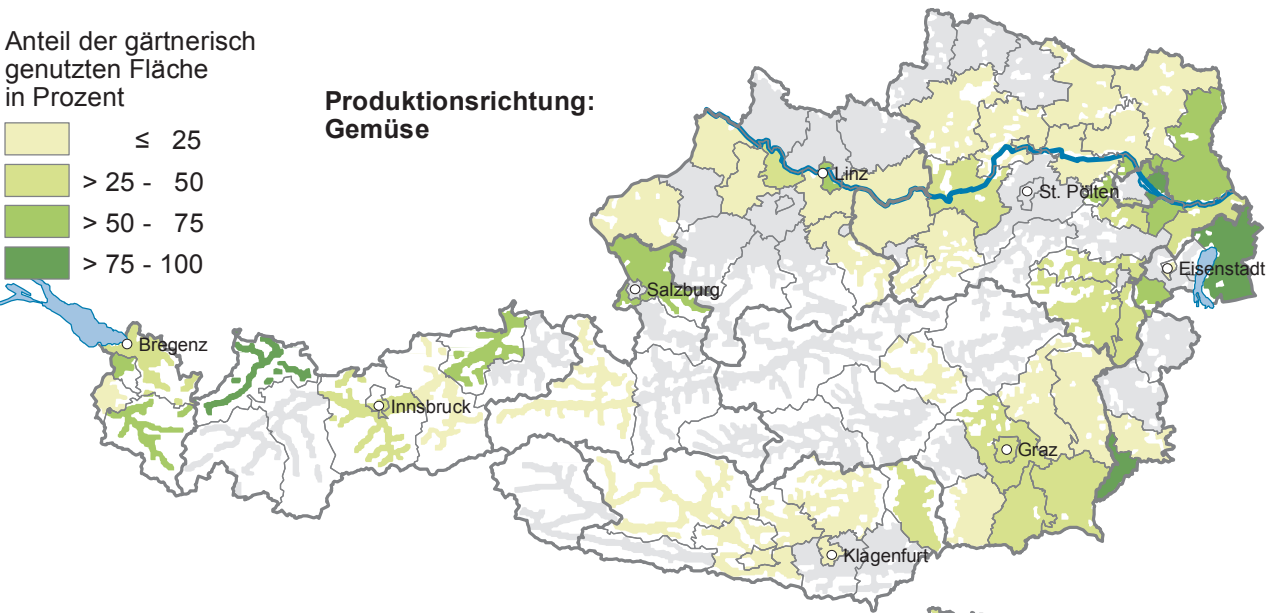 Anteil der gärtnerisch
genutzten Fläche
in Prozent
≤ 25
> 25 - 50
> 50 - 75
> 75 - 100
Produktionsrichtung:
Gemüse
Linz
St. Pölten
Eisenstadt
Salzburg
Bregenz
Innsbruck
Graz
Klagenfurt